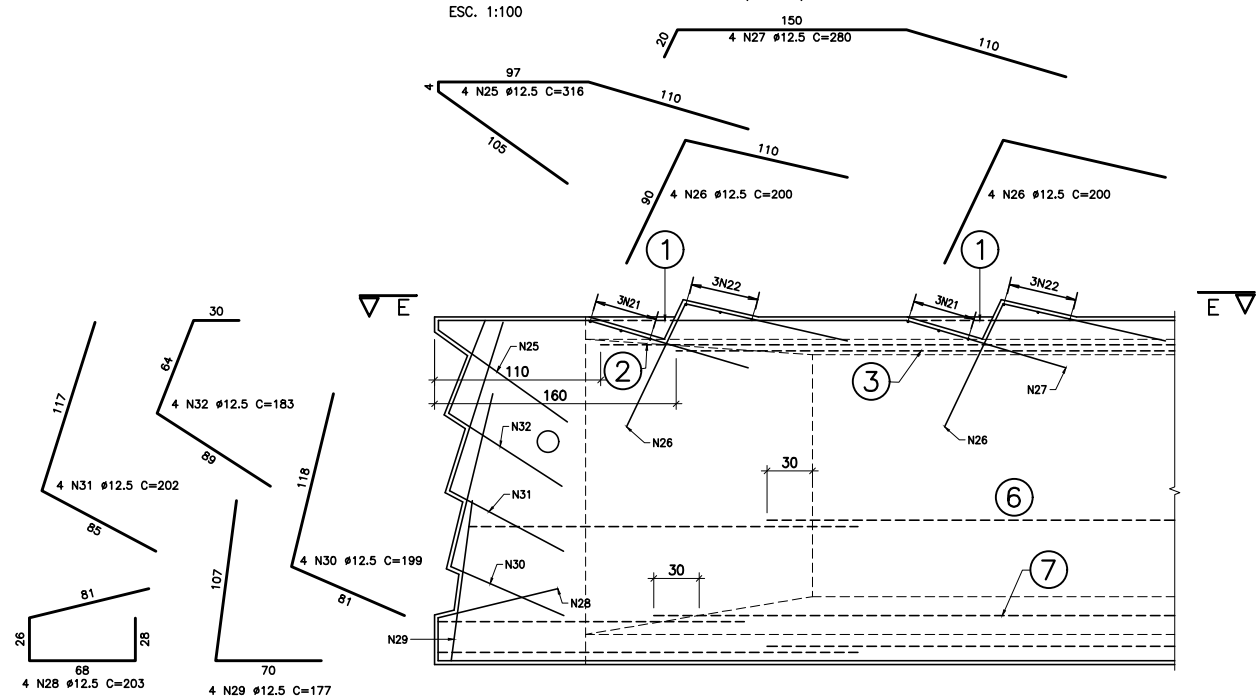 ESC. 1:100
150
20
4 N27 ø12.5 C=280
110
97
4
4 N25 ø12.5 C=316
110
105
110
90
4 N26 ø12.5 C=200
4 N26 ø12.5 C=200
1
1
3N21
3N22
3N21
3N22
E
E
30
64
4 N32 ø12.5 C=183
89
117
4 N31 ø12.5 C=202
85
118
4 N30 ø12.5 C=199
81
107
70
4 N29 ø12.5 C=177
81
26
28
68
4 N28 ø12.5 C=203
N25
110
2
3
160
N27
N32
N26
N26
30
N31
6
N30
30
7
N28
N29